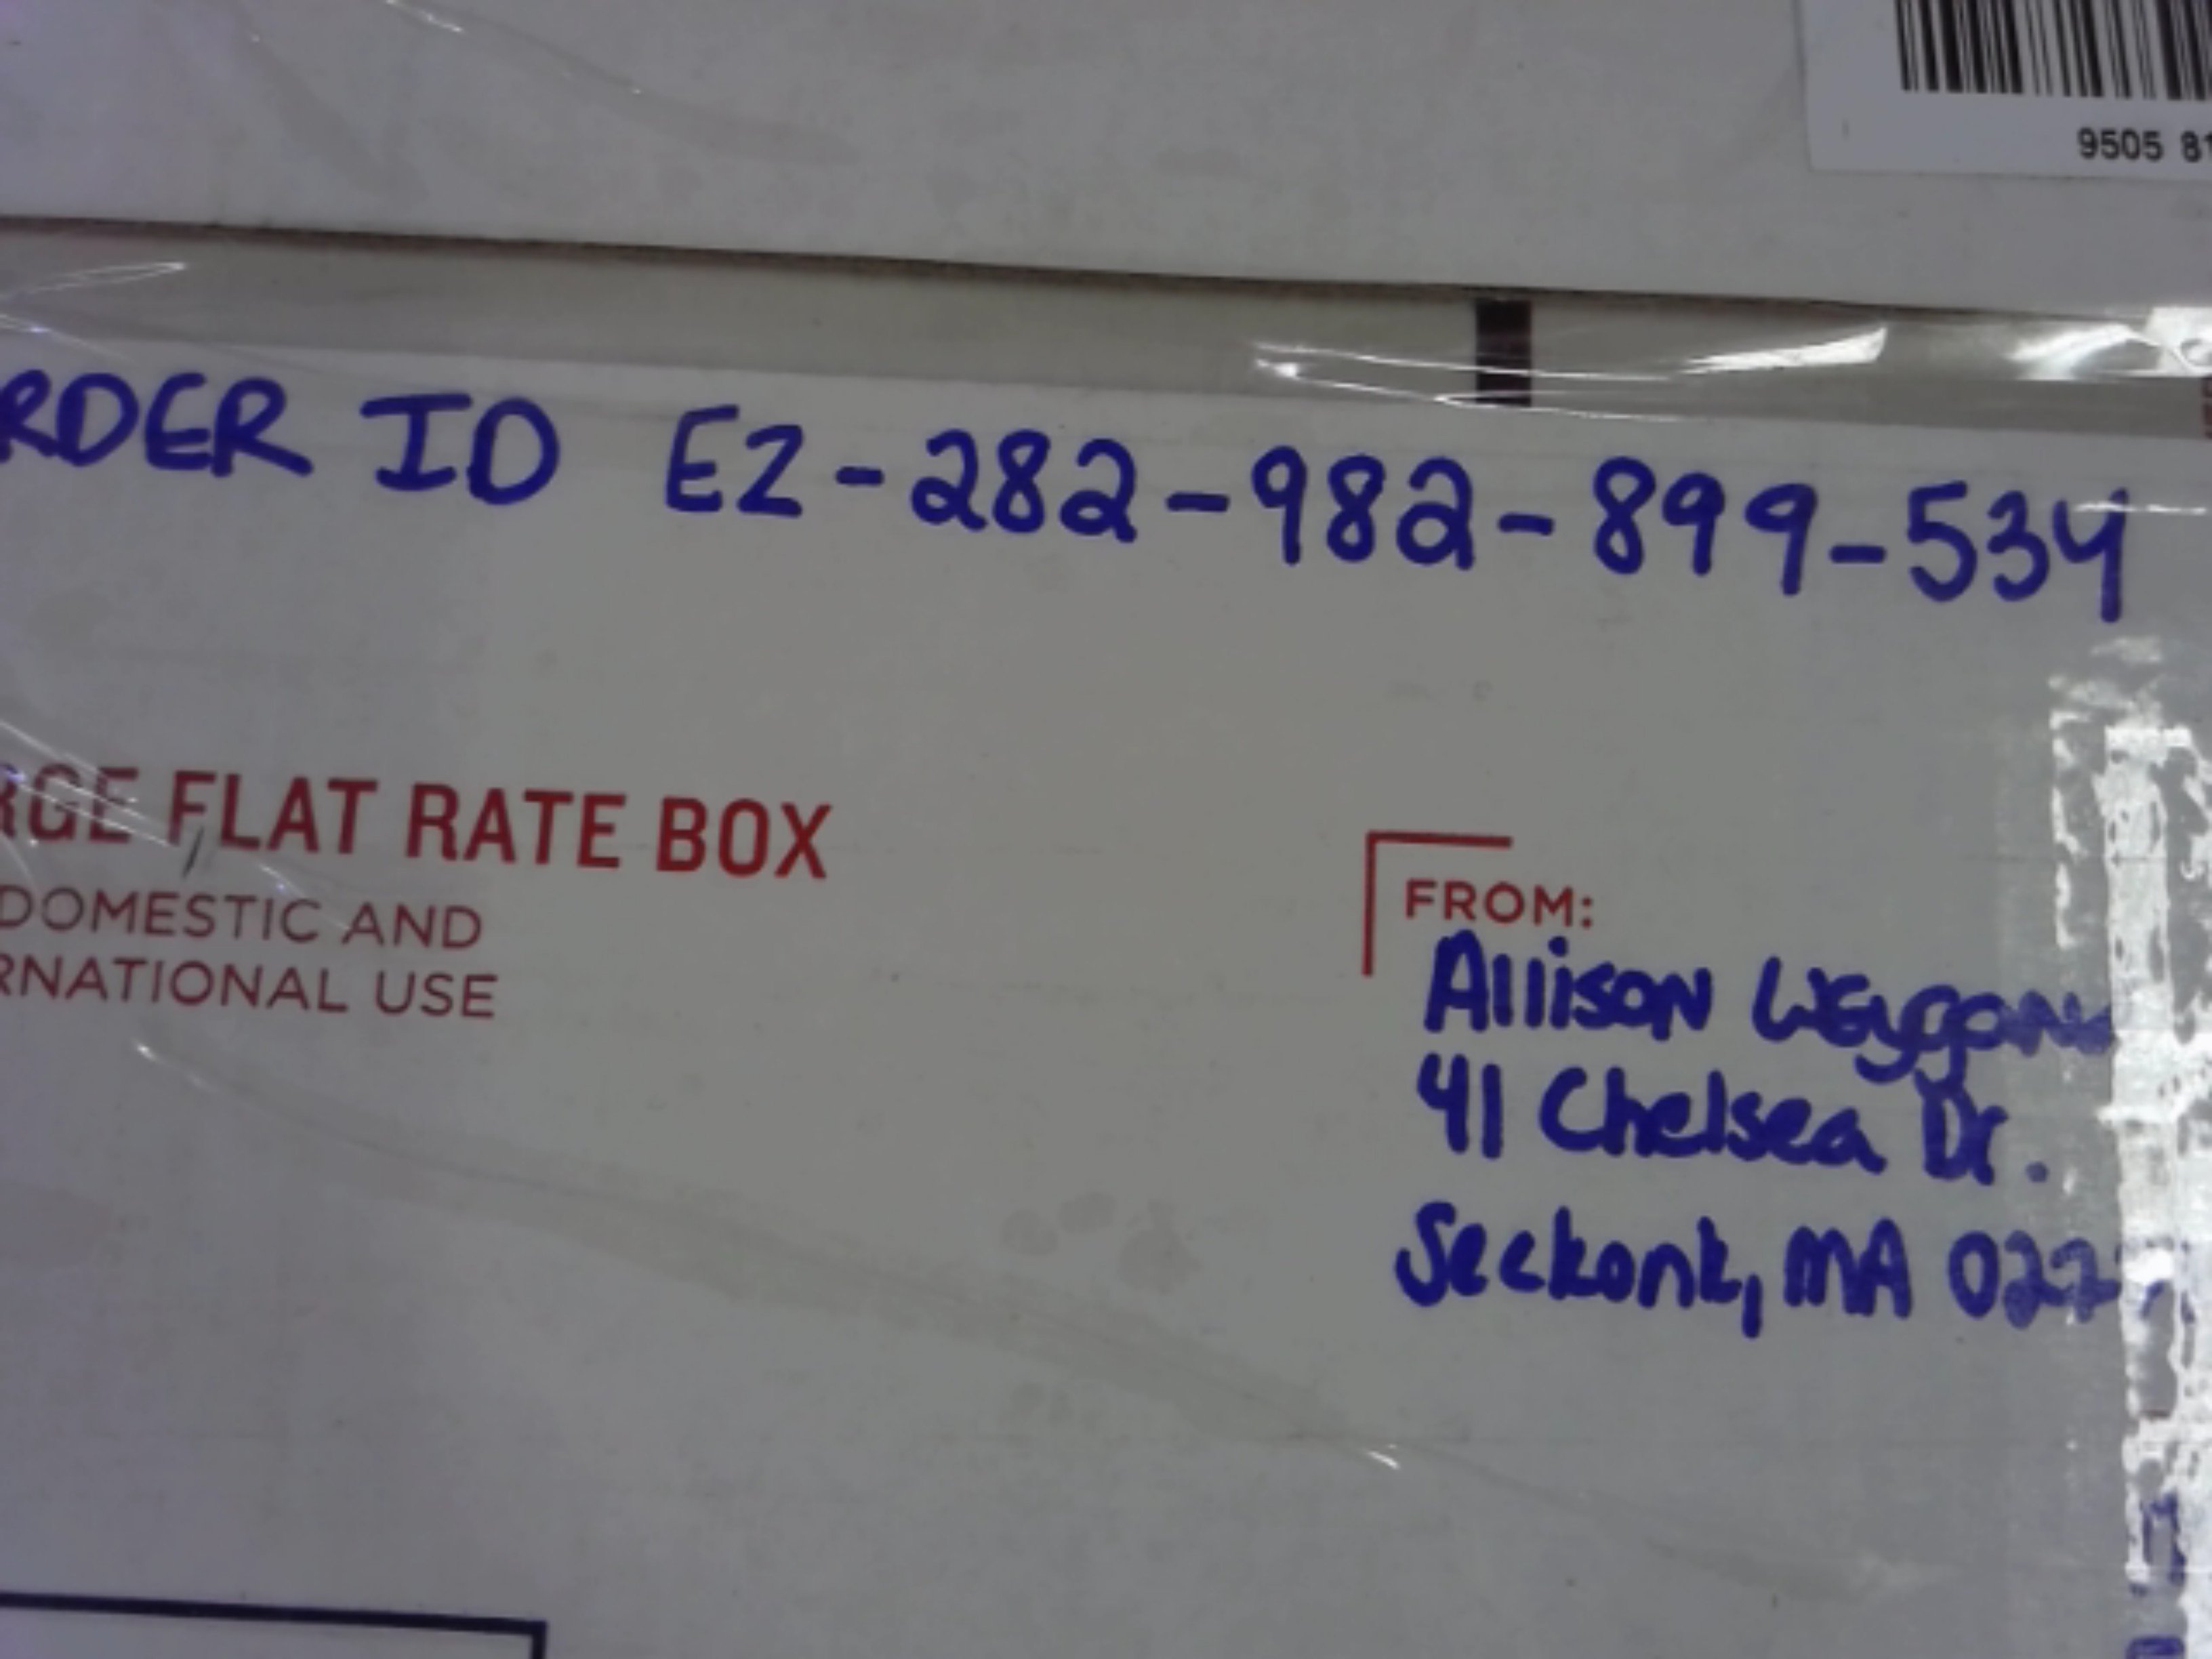 9505 81
RDER ID EZ-282-982-899-534
RGE FLAT RATE BOX
DOMESTIC AND
RNATIONAL USE
FROM:
Allison
41 Chelsea Dr.
Seekonk, MA 022